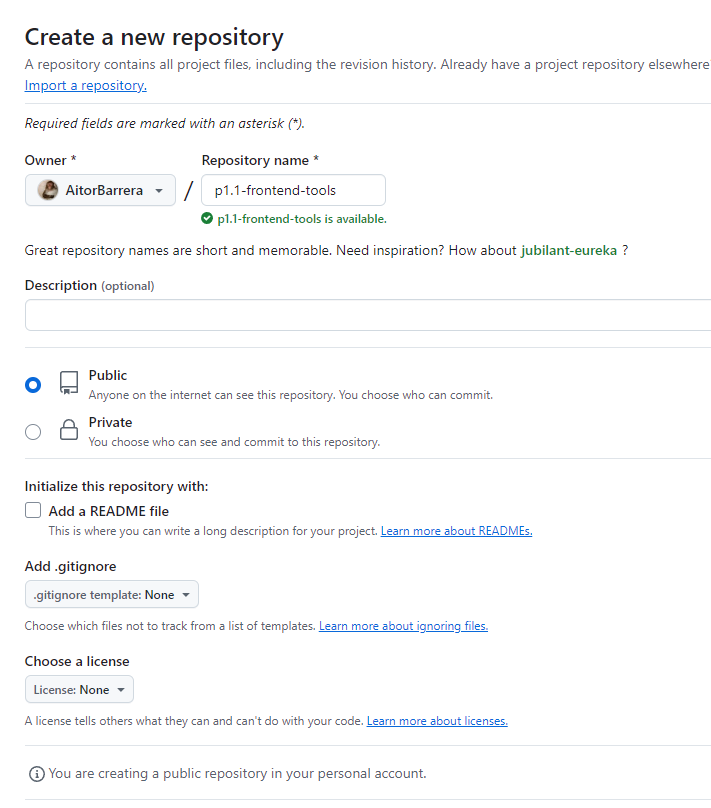 Create a new repository
A repository contains all project files, including the revision history. Already have a project repository elsewhere
Import a repository.
Required fields are marked with an asterisk (*).
Owner * Repository name *
AitorBarrera / p1.1-frontend-tools
p1.1-frontend-tools is available.
Great repository names are short and memorable. Need inspiration? How about jubilant-eureka ?
Description (optional)
Public
Anyone on the internet can see this repository. You choose who can commit.
Private
You choose who can see and commit to this repository.
Initialize this repository with:
Add a README file
This is where you can write a long description for your project. Learn more about READMEs.
Add .gitignore
.gitignore template: None
Choose which files not to track from a list of templates. Learn more about ignoring files.
Choose a license
License: None
A license tells others what they can and can't do with your code. Learn more about licenses.
You are creating a public repository in your personal account.